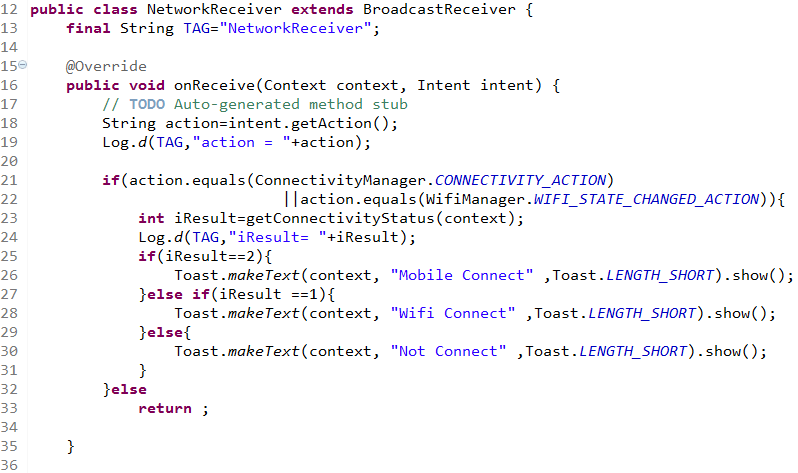 12 public class NetworkReceiver extends BroadcastReceiver {
13     final String TAG="NetworkReceiver";
14
15     @Override
16     public void onReceive(Context context, Intent intent) {
17         // TODO Auto-generated method stub
18         String action=intent.getAction();
19         Log.d(TAG,"action = "+action);
20
21         if(action.equals(ConnectivityManager.CONNECTIVITY_ACTION)
22                             ||action.equals(WifiManager.WIFI_STATE_CHANGED_ACTION)){
23             int iResult=getConnectivityStatus(context);
24             Log.d(TAG,"iResult= "+iResult);
25             if(iResult==2){
26                 Toast.makeText(context, "Mobile Connect" ,Toast.LENGTH_SHORT).show();
27             }else if(iResult ==1){
28                 Toast.makeText(context, "Wifi Connect" ,Toast.LENGTH_SHORT).show();
29             }else{
30                 Toast.makeText(context, "Not Connect" ,Toast.LENGTH_SHORT).show();
31             }
32         }else
33             return ;
34
35     }
36